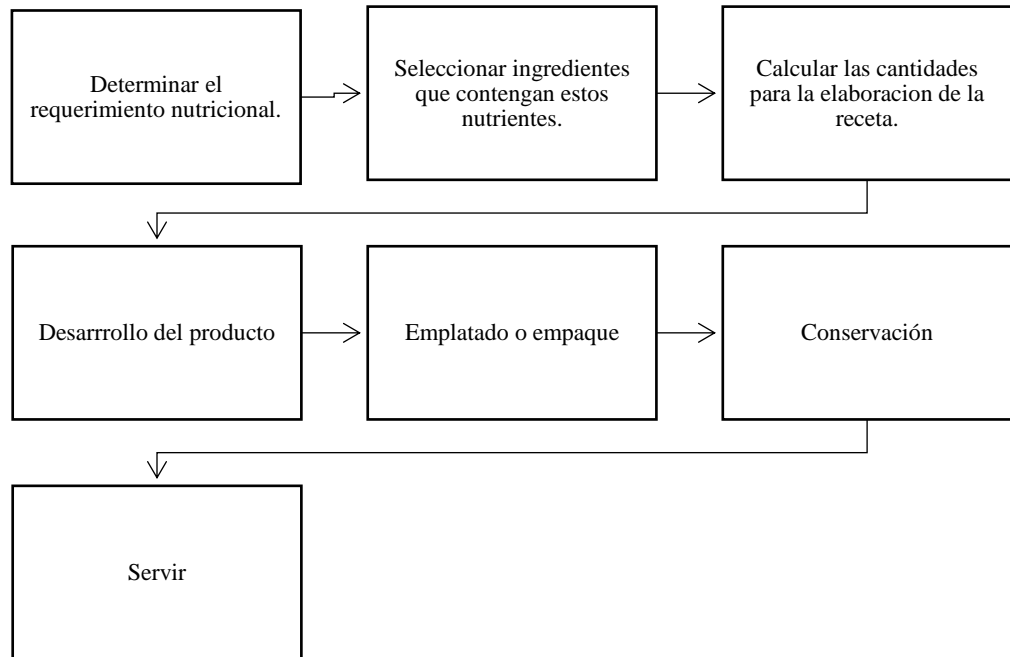 Determinar el
requerimiento nutricional.
Seleccionar ingredientes
que contengan estos
nutrientes.
Calcular las cantidades
para la elaboracion de la
receta.
Desarrrollo del producto
Emplatado o empaque
Conservación
Servir